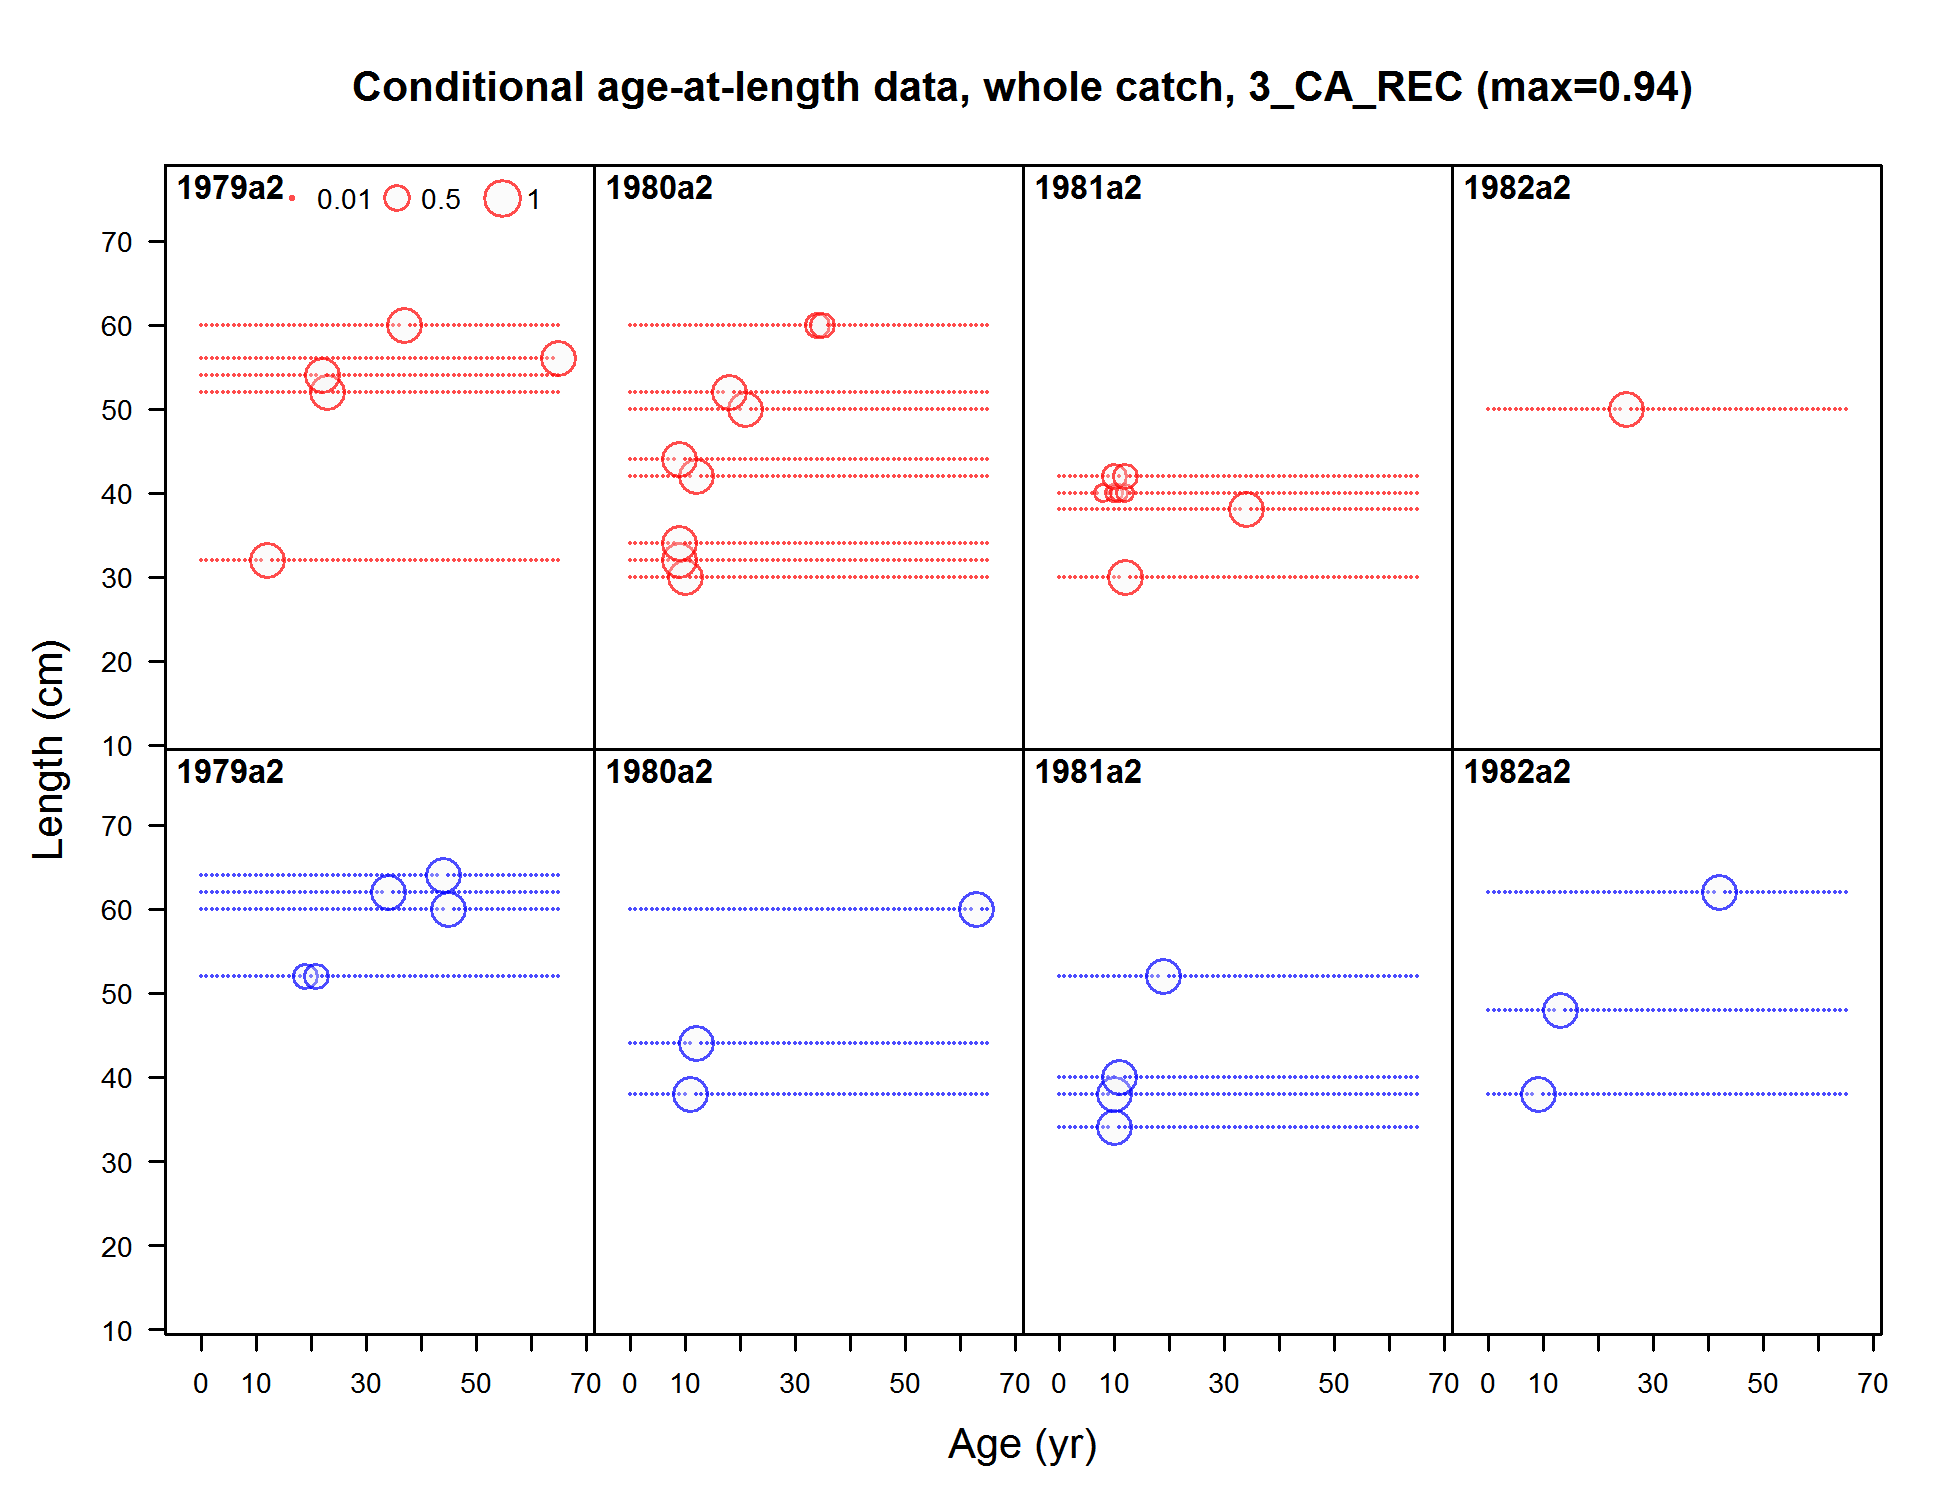 Conditional age-at-length data, whole catch, 3_CA_REC (max=0.94)
1979a2 0.01 0.5 1
1980a2
1981a2
1982a2
70
60
50
40
30
20
10
Length (cm)
1979a2
1980a2
1981a2
1982a2
70
60
50
40
30
20
10
0 10 30 50 70 0 10 30 50 70 0 10 30 50 70 0 10 30 50 70
Age (yr)